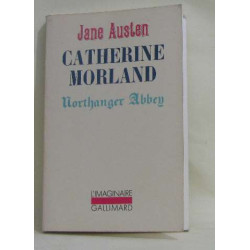 Jane Austen
CATHERINE
MORLAND
Northanger Abbey
L'IMAGINAIRE
GALLIMARD